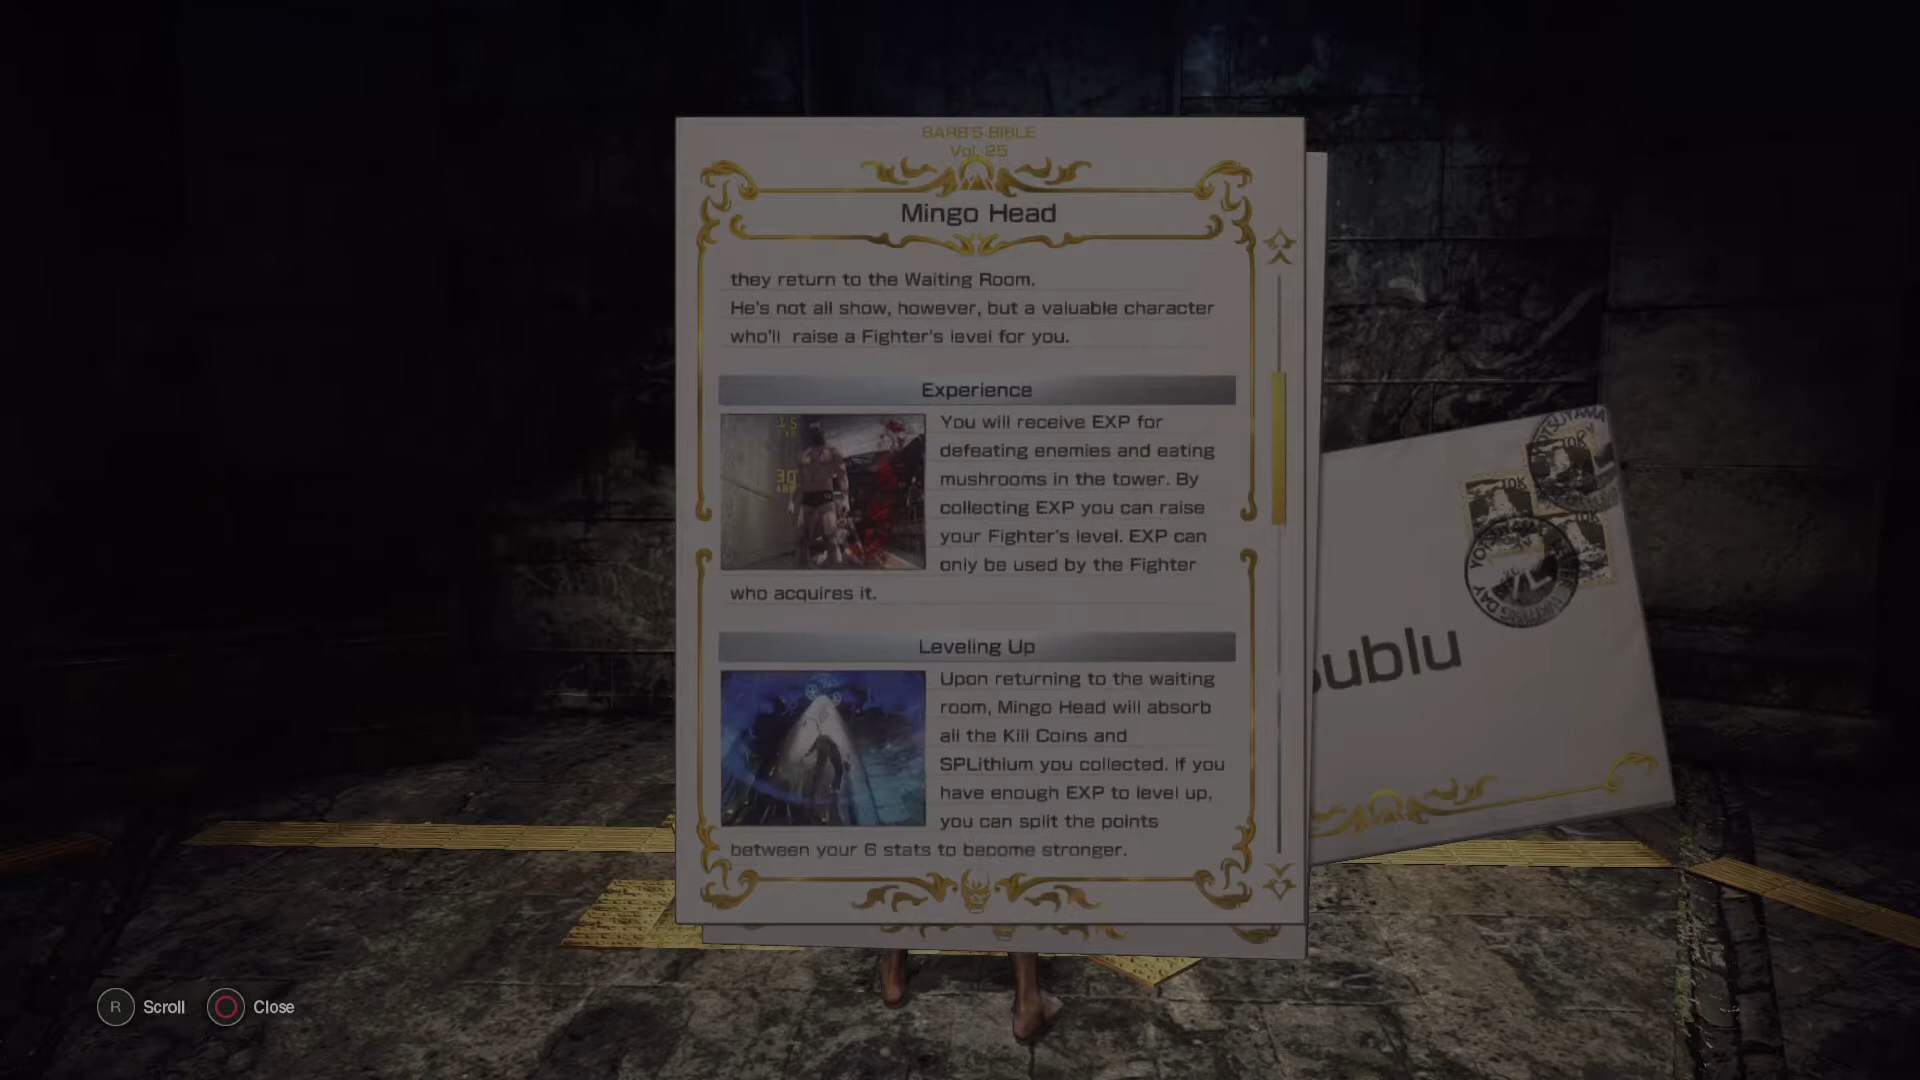 BARB'S BIBLE
Vol. 25
Mingo Head
they return to the Waiting Room.
He's not all show, however, but a valuable character
who'll raise a Fighter's level for you.
Experience
You will receive EXP for
defeating enemies and eating
mushrooms in the tower. By
collecting EXP you can raise
your Fighter's level. EXP can
only be used by the Fighter
who acquires it.
Leveling Up
Upon returning to the waiting
room, Mingo Head will absorb
all the Kill Coins and
SPLithium you collected. If you
have enough EXP to level up,
you can split the points
between your 6 stats to become stronger.
R Scroll
Close